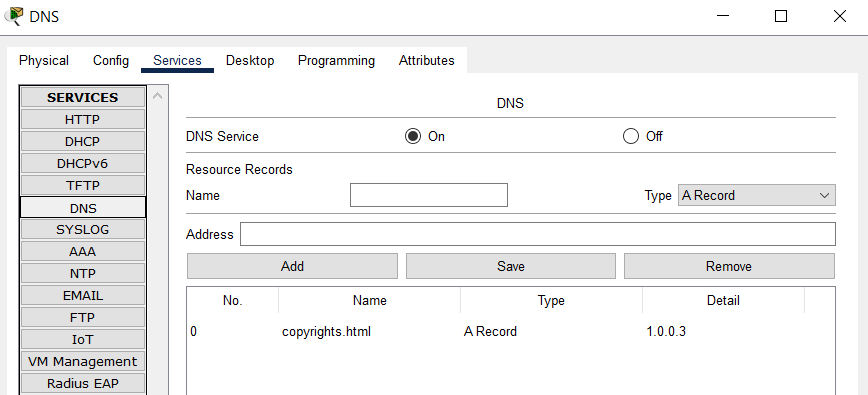 DNS
Physical Config Services Desktop Programming Attributes
SERVICES
HTTP
DHCP
DHCPv6
TFTP
DNS
SYSLOG
AAA
NTP
EMAIL
FTP
IoT
VM Management
Radius EAP
DNS
DNS Service On Off
Resource Records
Name Type A Record
Address
Add Save Remove
No. Name Type Detail
0 copyrights.html A Record 1.0.0.3